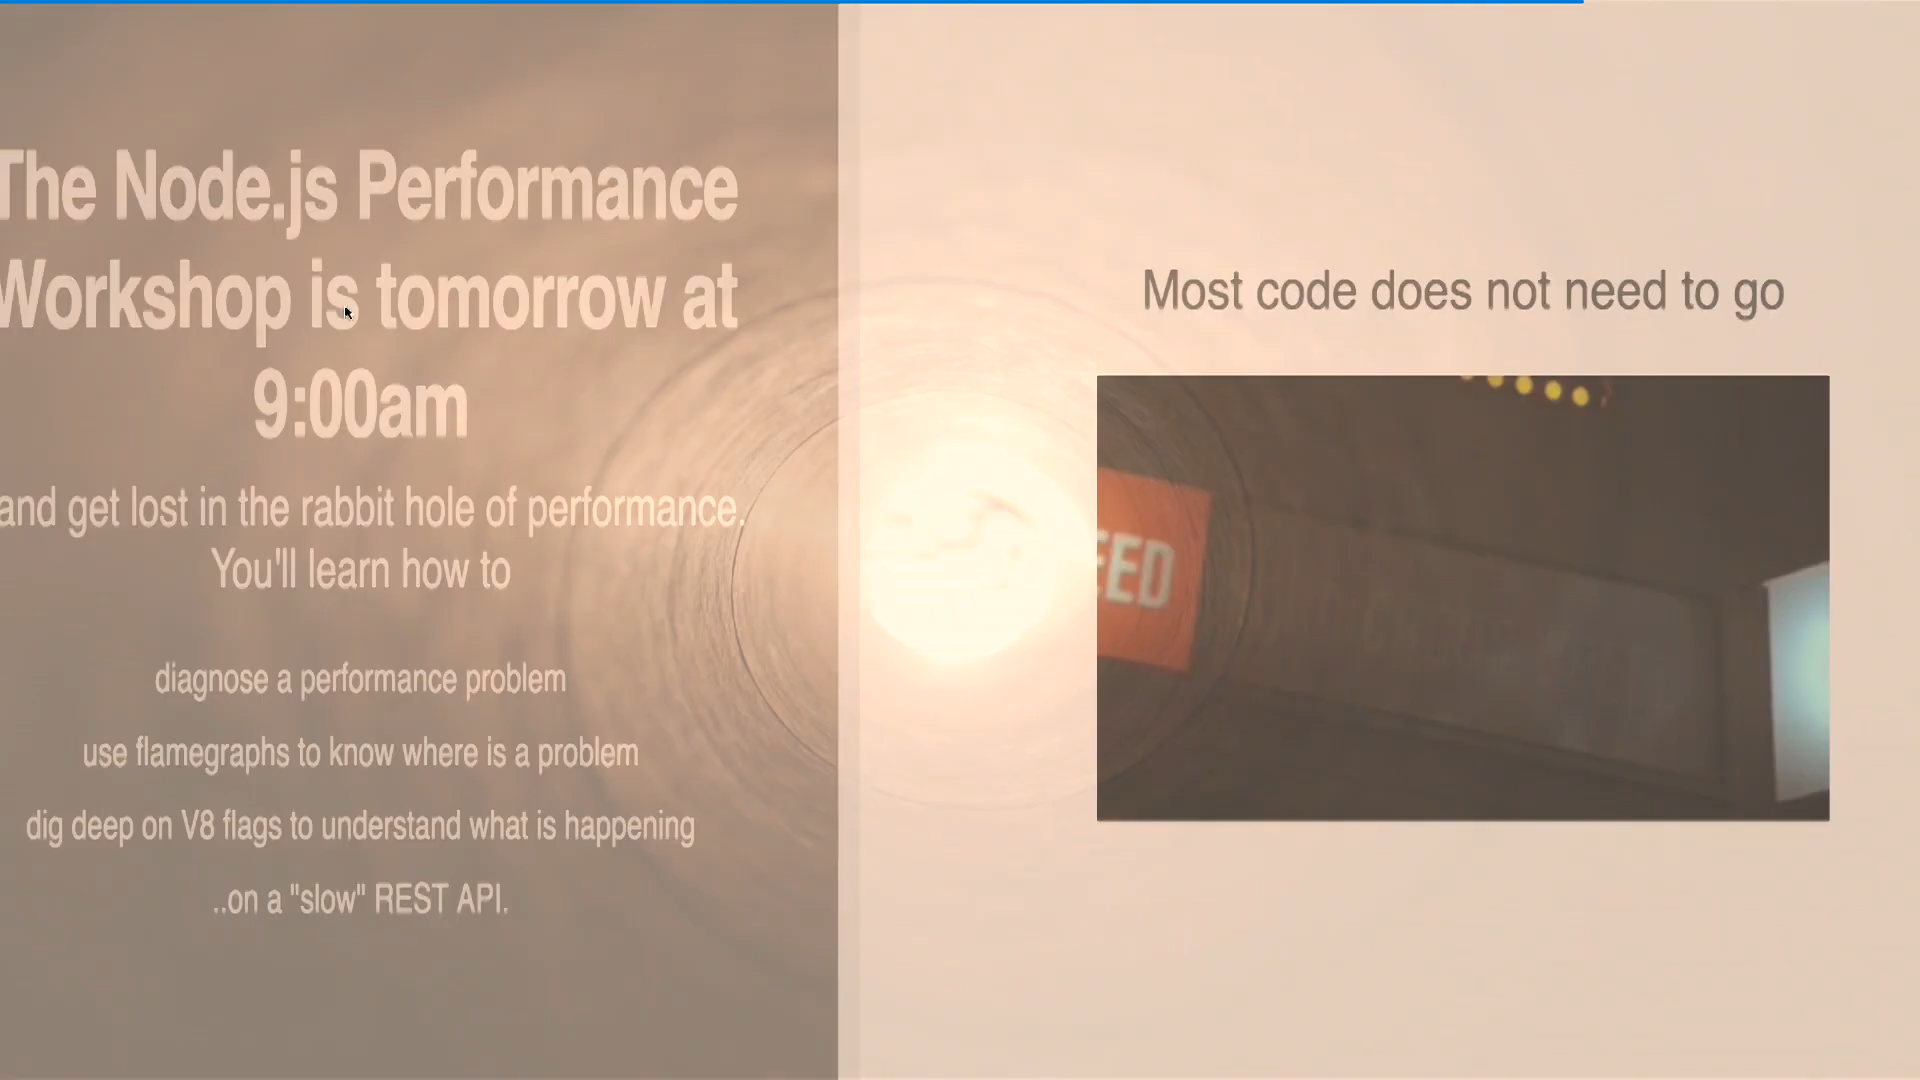 The Node.js Performance
Workshop is tomorrow at
9:00am
and get lost in the rabbit hole of performance.
You'll learn how to
diagnose a performance problem
use flamegraphs to know where is a problem
dig deep on V8 flags to understand what is happening
..on a "slow" REST API.
Most code does not need to go
EED